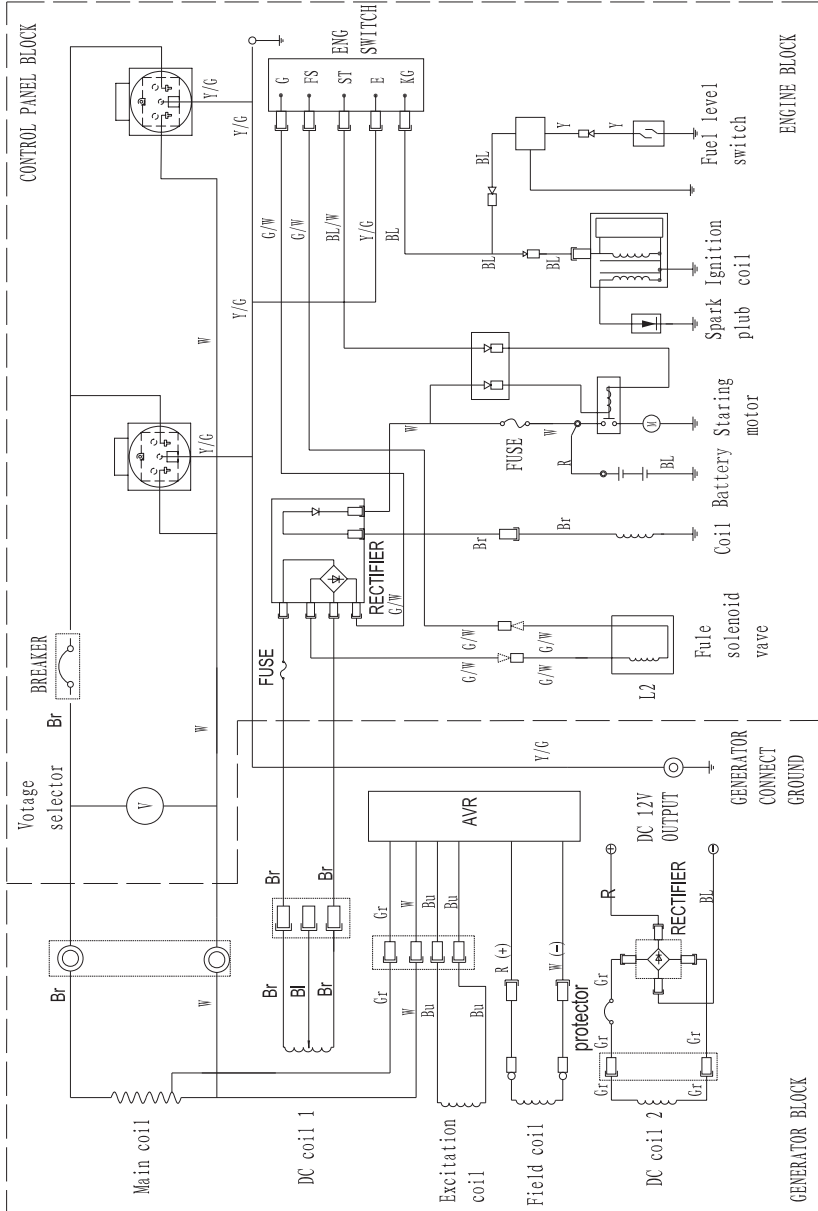 CONTROL PANEL BLOCK
Votage
selector
V
Br
BREAKER
Br
W
W
W
Y/G
Y/G
Y/G
Y/G
ENG
SWITCH
G
FS
ST
E
KG
G/W
G/W
BL/W
Y/G
BL
FUSE
RECTIFIER
G/W
Main coil
DC coil 1
Br
Bl
Br
Br
Br
Excitation
coil
Gr
W
Bu
Bu
Gr
W
Bu
AVR
Field coil
R (+)
W (-)
protector
DC coil 2
Gr
Gr
Gr
Gr
Gr
RECTIFIER
R
BL
DC 12V
OUTPUT
GENERATOR BLOCK
Y/G
GENERATOR
CONNECT
GROUND
G/W
G/W
G/W
G/W
L2
Fule
solenoid
vave
Br
Br
Coil
W
FUSE
W
R
BL
Battery
M
Staring
motor
BL
BL
BL
Spark
plub
Ignition
coil
Y
Y
Fuel level
switch
ENGINE BLOCK